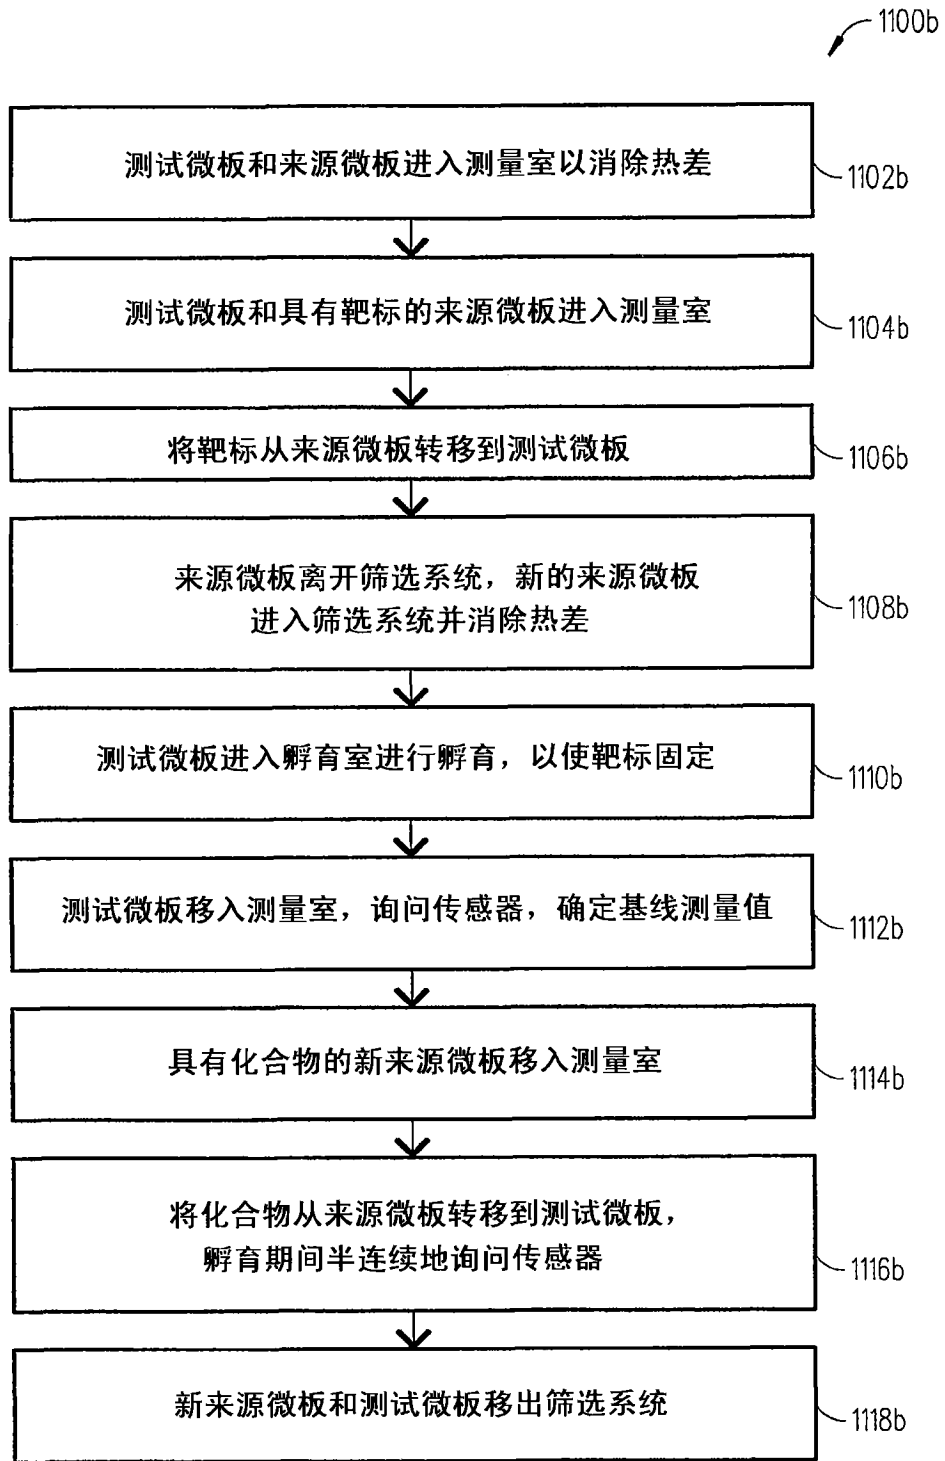 1100b
测试微板和来源微板进入测量室以消除热差
1102b
测试微板和具有靶标的来源微板进入测量室
1104b
将靶标从来源微板转移到测试微板
1106b
来源微板离开筛选系统，新的来源微板
进入筛选系统并消除热差
1108b
测试微板进入孵育室进行孵育，以使靶标固定
1110b
测试微板移入测量室，询问传感器，确定基线测量值
1112b
具有化合物的新来源微板移入测量室
1114b
将化合物从来源微板转移到测试微板，
孵育期间半连续地询问传感器
1116b
新来源微板和测试微板移出筛选系统
1118b